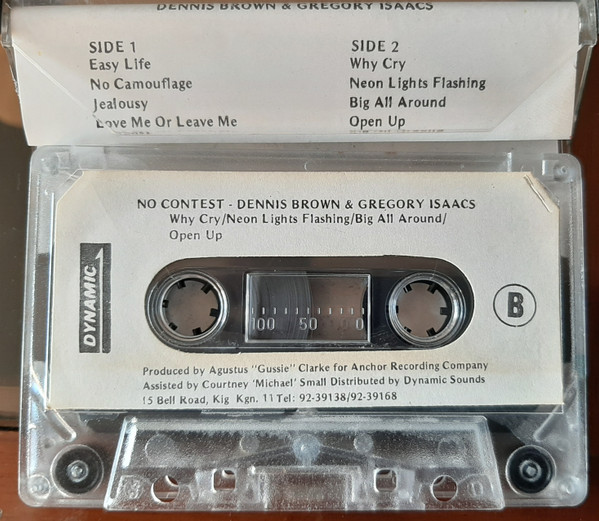 DENNIS BROWN & GREGORY ISAACS
SIDE 1
Easy Life
No Camouflage
Jealousy
Love Me Or Leave Me
SIDE 2
Why Cry
Neon Lights Flashing
Big All Around
Open Up
NO CONTEST - DENNIS BROWN & GREGORY ISAACS
Why Cry/Neon Lights Flashing/Big All Around/
Open Up
DYNAMIC
100 50 0
B
Produced by Agustus "Gussie" Clarke for Anchor Recording Company
Assisted by Courtney 'Michael' Small Distributed by Dynamic Sounds
15 Bell Road, Kig Kgn. 11 Tel: 92-39138/92-39168